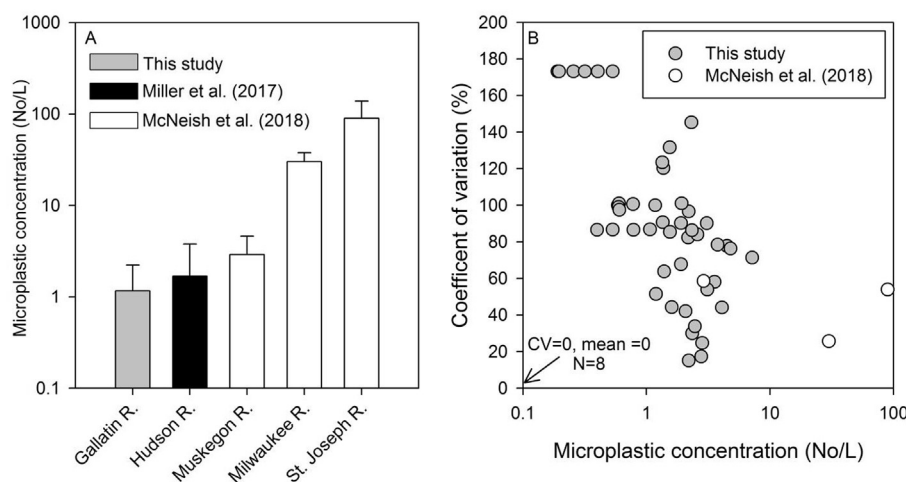 A
Microplastic concentration (No/L)
1000
100
10
1
0.1
This study
Miller et al. (2017)
McNeish et al. (2018)
Gallatin R.
Hudson R.
Muskegon R.
Milwaukee R.
St. Joseph R.
B
Coefficent of variation (%)
200
180
160
140
120
100
80
60
40
20
0
This study
McNeish et al. (2018)
CV=0, mean =0
N=8
0.1
1
10
100
Microplastic concentration (No/L)